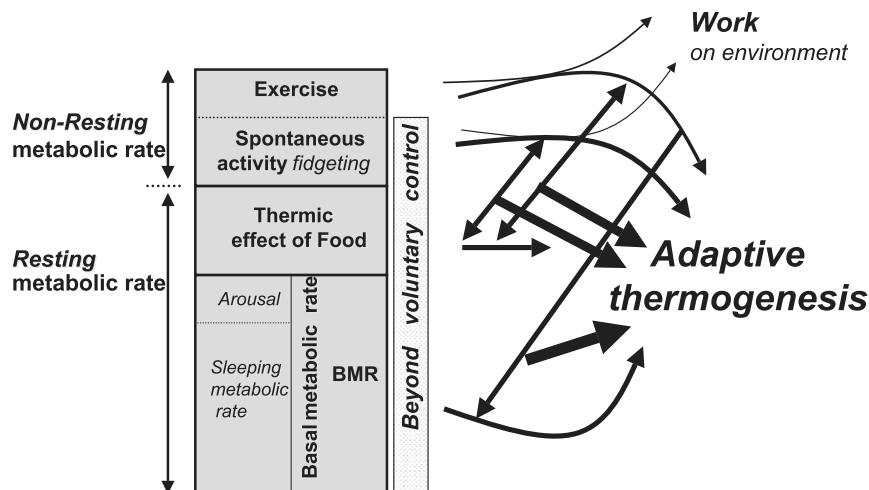 Work
on environment
Non-Resting
metabolic rate
Resting
metabolic rate
Exercise
Spontaneous
activity fidgeting
Thermic
effect of Food
Arousal
Sleeping
metabolic
rate
Basal metabolic rate
BMR
Beyond voluntary control
Adaptive
thermogenesis